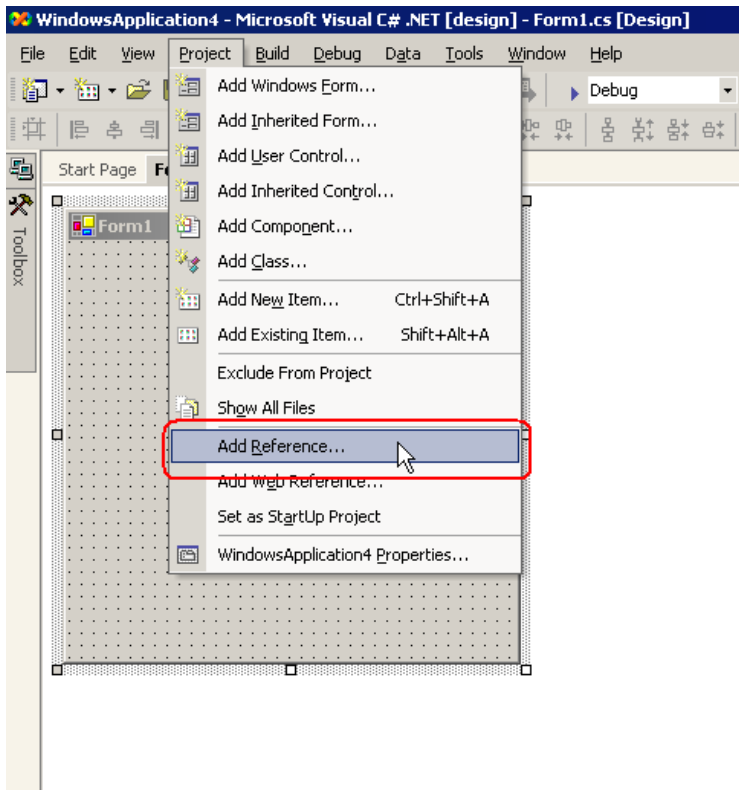 WindowsApplication4 - Microsoft Visual C# .NET [design] - Form1.cs [Design]
File Edit View Project Build Debug Data Tools Window Help
Debug
Start Page
Toolbox
Form1
Add Windows Form...
Add Inherited Form...
Add User Control...
Add Inherited Control...
Add Component...
Add Class...
Add New Item... Ctrl+Shift+A
Add Existing Item... Shift+Alt+A
Exclude From Project
Show All Files
Add Reference...
Add Web Reference...
Set as StartUp Project
WindowsApplication4 Properties...